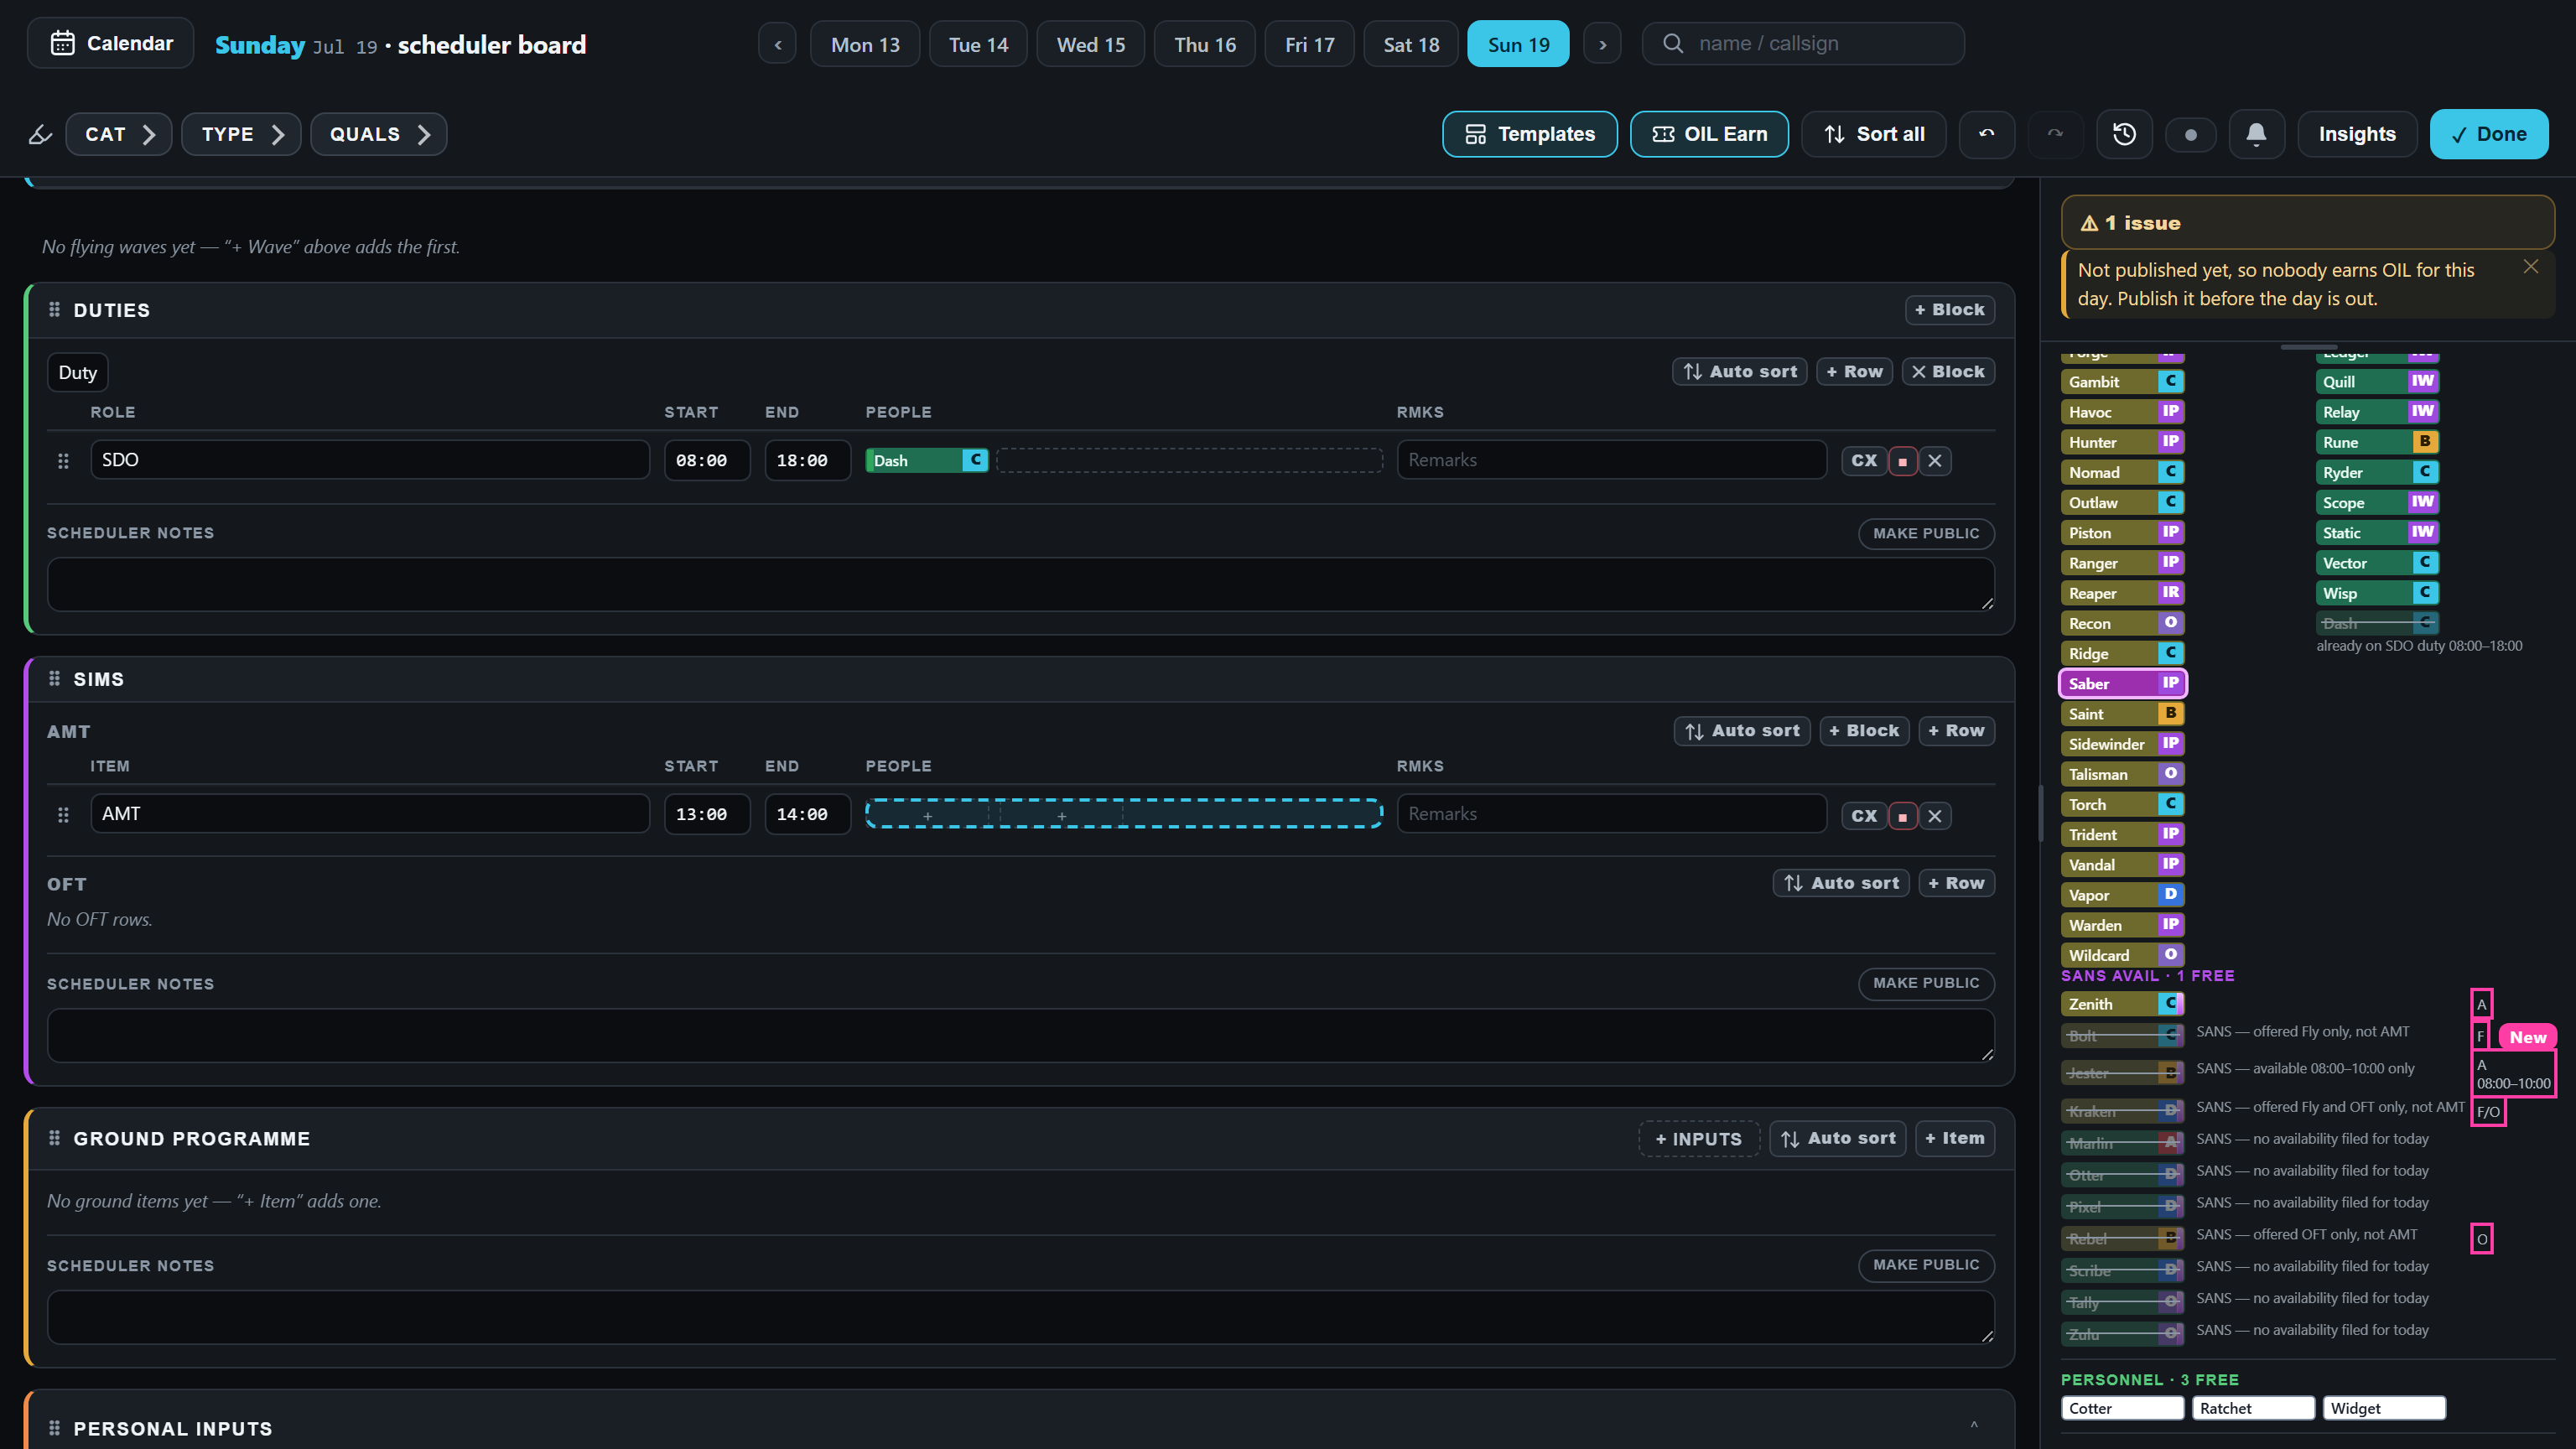 Calendar
Sunday Jul 19 • scheduler board
‹ Mon 13 Tue 14 Wed 15 Thu 16 Fri 17 Sat 18 Sun 19 ›
name / callsign
CAT TYPE QUALS
Templates OIL Earn Sort all Insights ✓ Done
No flying waves yet — “+ Wave” above adds the first.
DUTIES
+ Block
Duty
Auto sort + Row ✕ Block
ROLE START END PEOPLE RMKS
SDO 08:00 18:00 Dash C Remarks CX
SCHEDULER NOTES
MAKE PUBLIC
SIMS
AMT
Auto sort + Block + Row
ITEM START END PEOPLE RMKS
AMT 13:00 14:00 + + Remarks CX
OFT
Auto sort + Row
No OFT rows.
SCHEDULER NOTES
MAKE PUBLIC
GROUND PROGRAMME
+ INPUTS Auto sort + Item
No ground items yet — “+ Item” adds one.
SCHEDULER NOTES
MAKE PUBLIC
PERSONAL INPUTS
⚠ 1 issue
Not published yet, so nobody earns OIL for this
day. Publish it before the day is out.
Gambit C
Havoc IP
Hunter IP
Nomad C
Outlaw C
Piston IP
Ranger IP
Reaper IR
Recon O
Ridge C
Saber IP
Saint B
Sidewinder IP
Talisman O
Torch C
Trident IP
Vandal IP
Vapor D
Warden IP
Wildcard O
Quill IW
Relay IW
Rune B
Ryder C
Scope IW
Static IW
Vector C
Wisp C
Dash C
already on SDO duty 08:00–18:00
SANS AVAIL · 1 FREE
Zenith C A
Bolt C SANS — offered Fly only, not AMT F New
Jester B SANS — available 08:00–10:00 only A
08:00–10:00
Kraken D SANS — offered Fly and OFT only, not AMT F/O
Marlin A SANS — no availability filed for today
Otter D SANS — no availability filed for today
Pixel D SANS — no availability filed for today
Rebel B SANS — offered OFT only, not AMT O
Scribe D SANS — no availability filed for today
Tally O SANS — no availability filed for today
Zulu O SANS — no availability filed for today
PERSONNEL · 3 FREE
Cotter Ratchet Widget